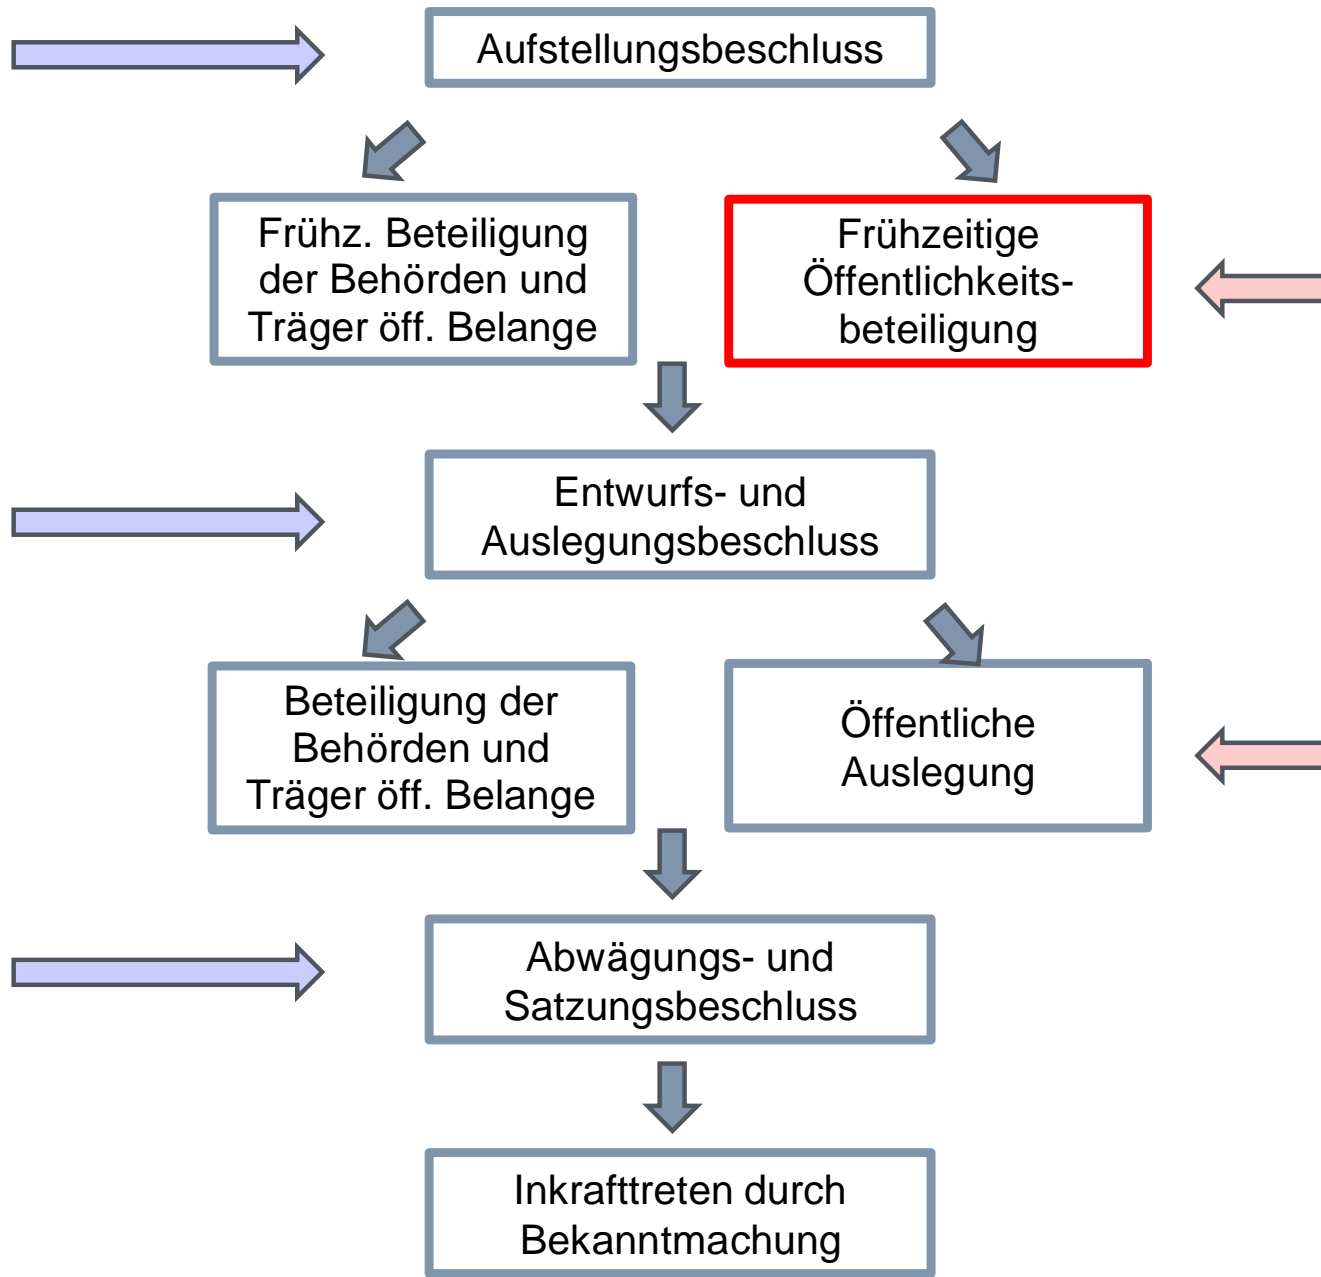 Aufstellungsbeschluss
Frühz. Beteiligung
der Behörden und
Träger öff. Belange
Frühzeitige
Öffentlichkeits-
beteiligung
Entwurfs- und
Auslegungsbeschluss
Beteiligung der
Behörden und
Träger öff. Belange
Öffentliche
Auslegung
Abwägungs- und
Satzungsbeschluss
Inkrafttreten durch
Bekanntmachung